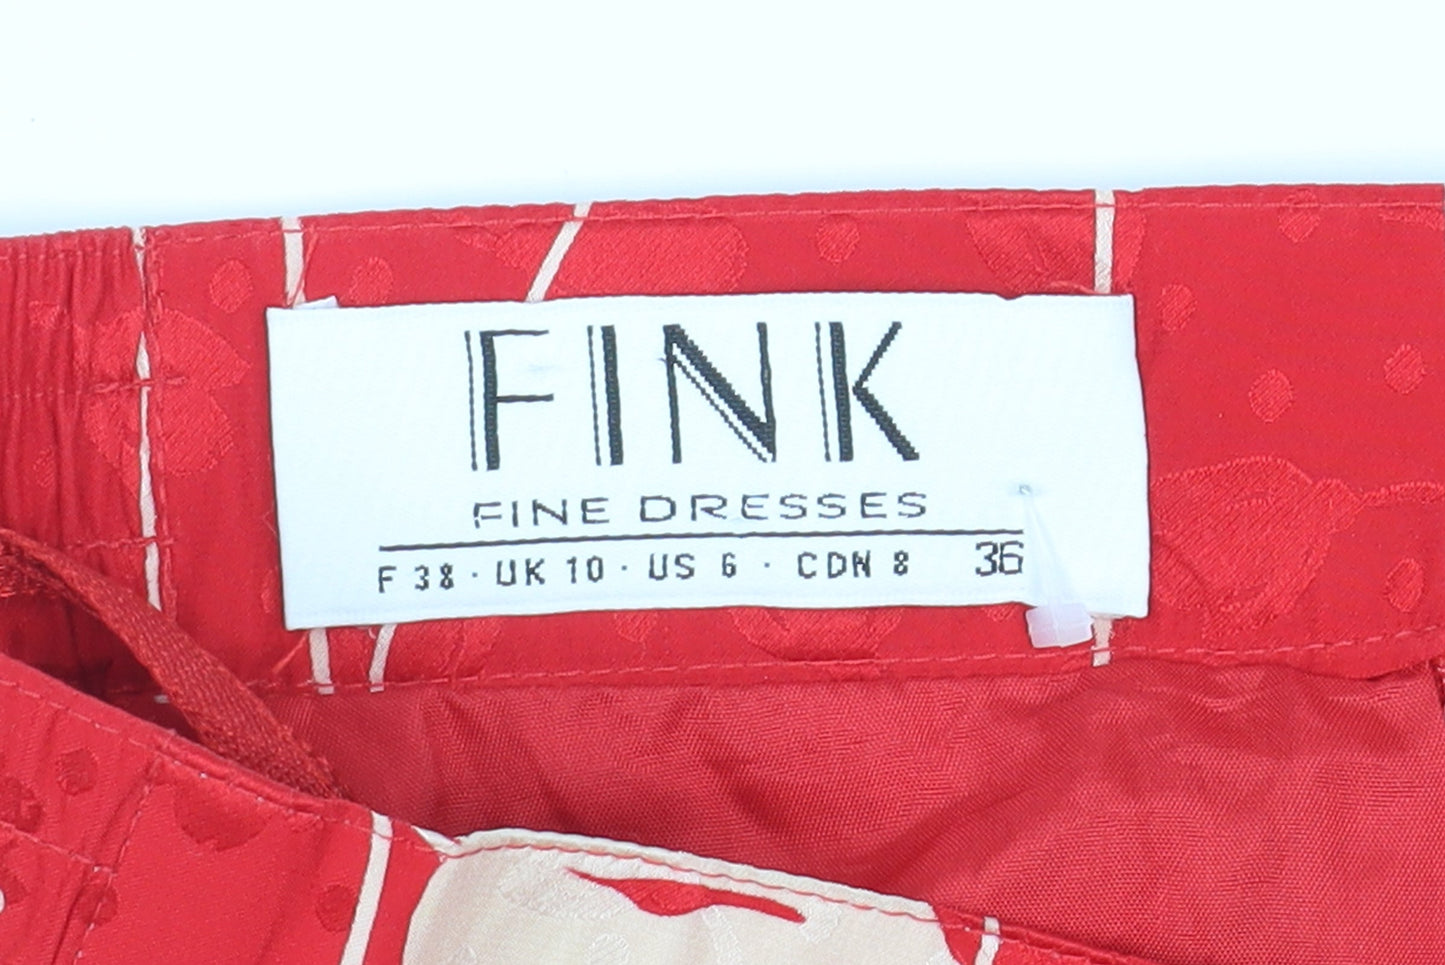 FINK
FINE DRESSES
F 38 · UK 10 · US 6 · CDN 8 36